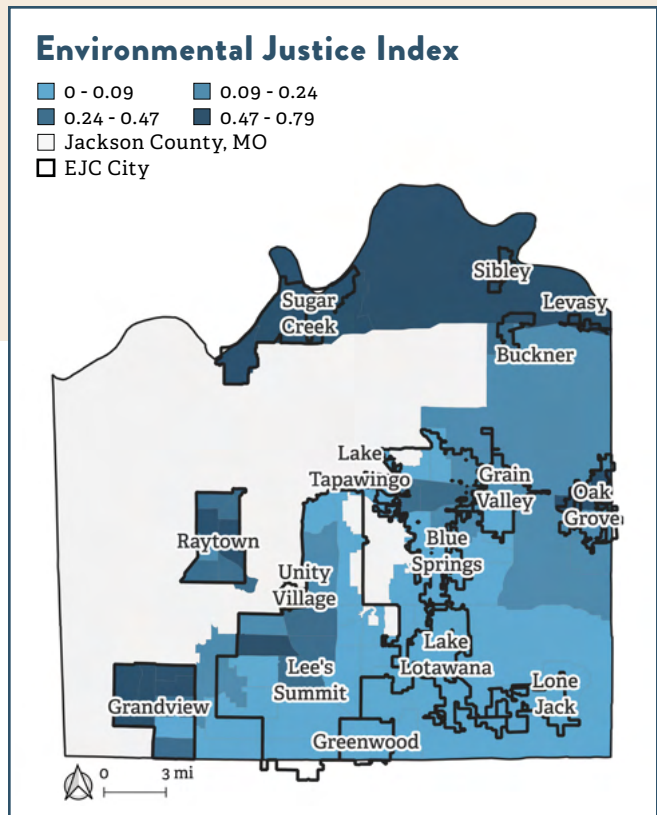 Environmental Justice Index
0 - 0.09
0.09 - 0.24
0.24 - 0.47
0.47 - 0.79
Jackson County, MO
EJC City
Sibley
Sugar
Creek
Levasy
Buckner
Lake
Tapawingo
Grain
Valley
Oak
Grove
Raytown
Blue
Springs
Unity
Village
Lake
Lotawana
Lee's
Summit
Lone
Jack
Grandview
Greenwood
0 3 mi